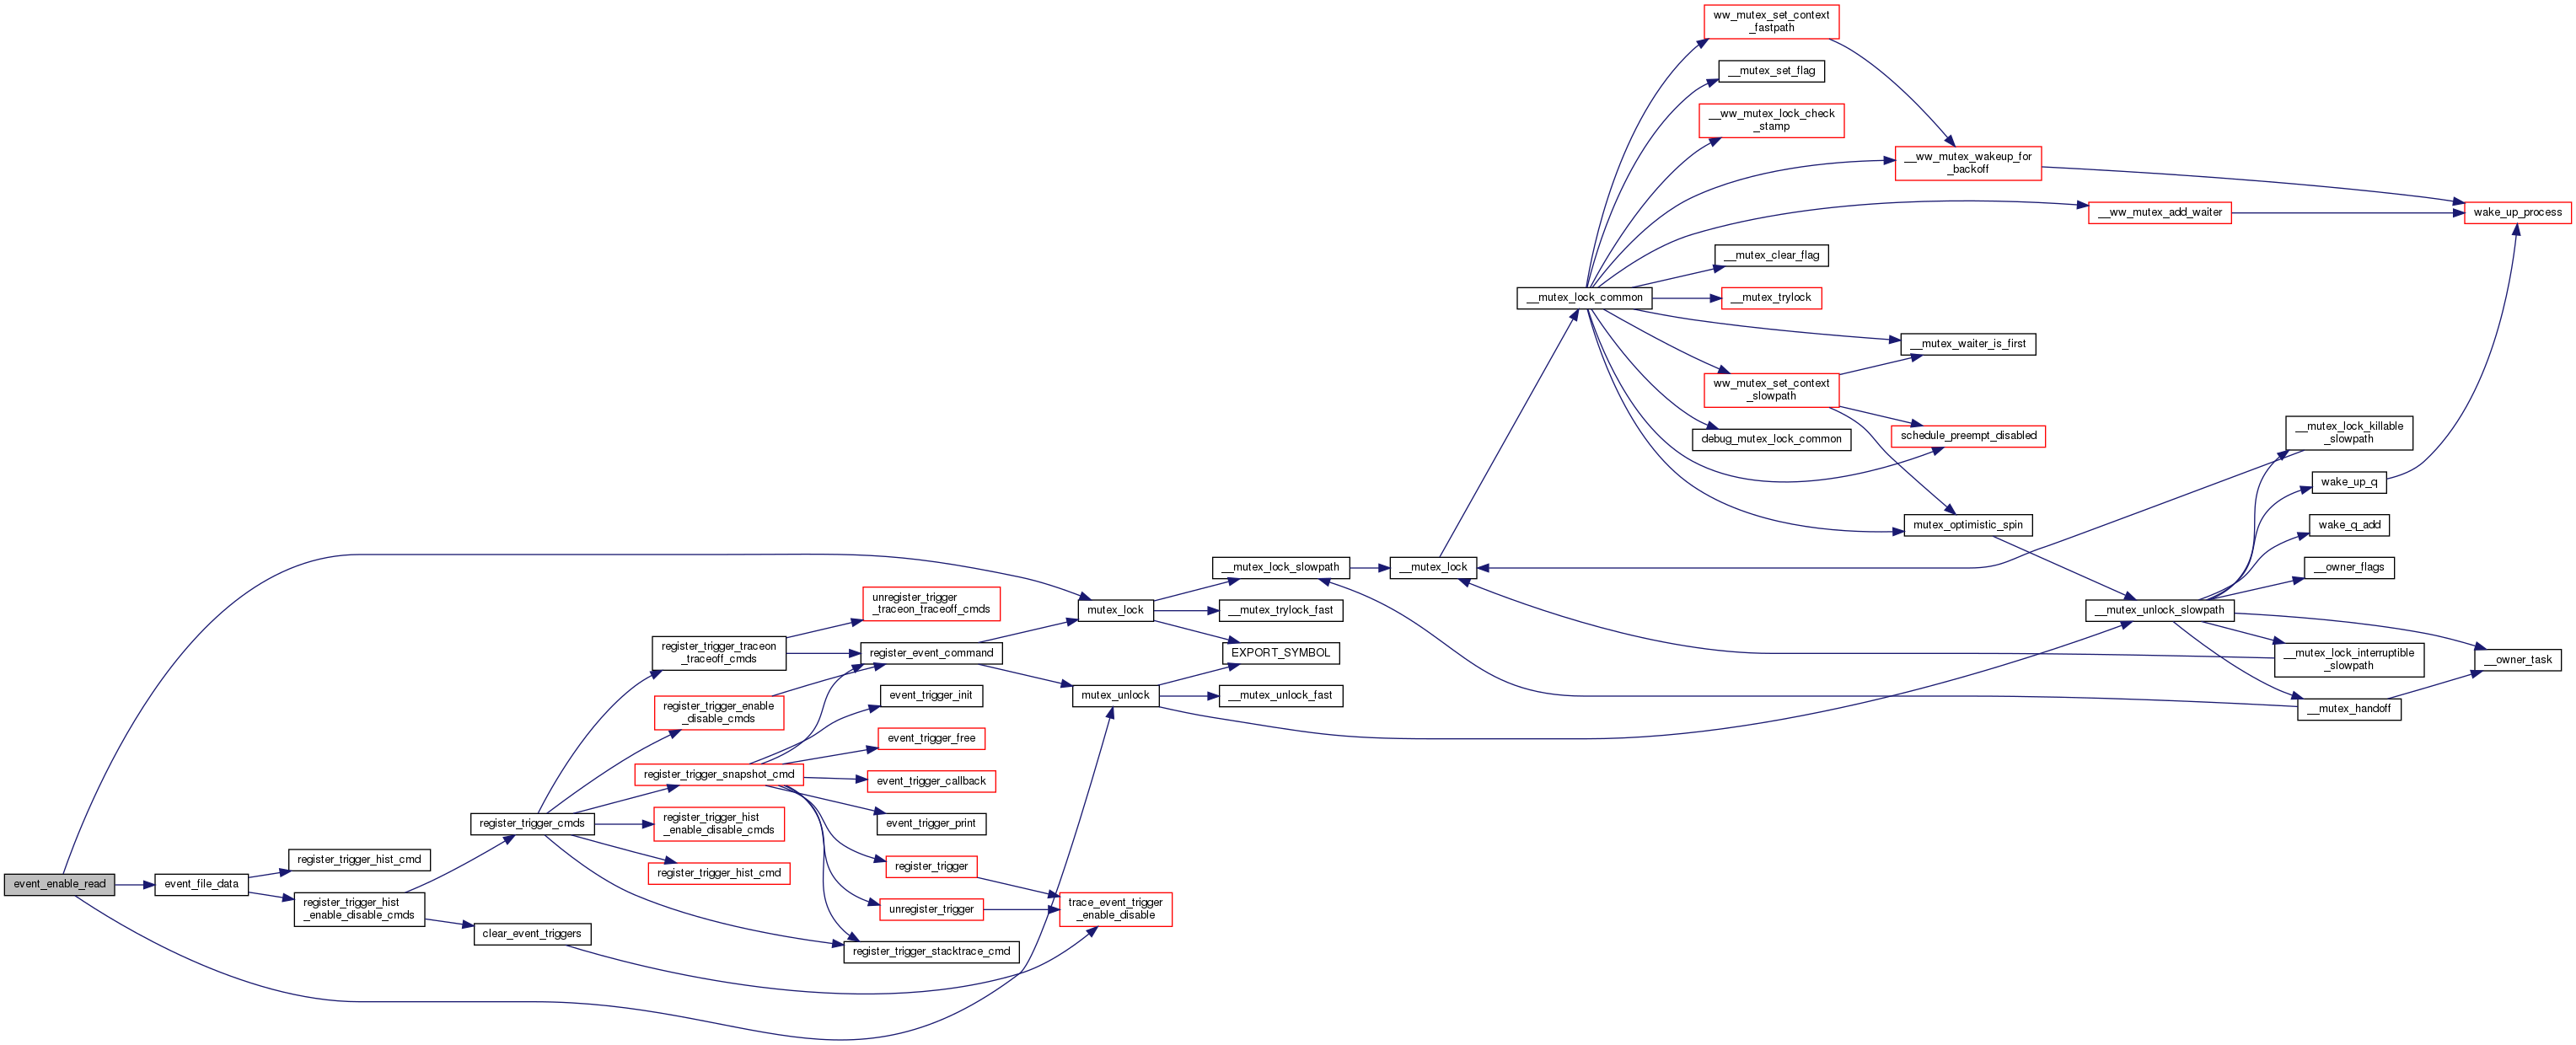 event_enable_read
event_file_data
register_trigger_hist_cmd
register_trigger_hist
_enable_disable_cmds
register_trigger_cmds
clear_event_triggers
register_trigger_traceon
_traceoff_cmds
register_trigger_enable
_disable_cmds
register_trigger_snapshot_cmd
register_trigger_hist
_enable_disable_cmds
register_trigger_hist_cmd
unregister_trigger
_traceon_traceoff_cmds
register_event_command
event_trigger_init
event_trigger_free
event_trigger_callback
event_trigger_print
register_trigger
unregister_trigger
register_trigger_stacktrace_cmd
mutex_lock
mutex_unlock
trace_event_trigger
_enable_disable
__mutex_lock_slowpath
__mutex_trylock_fast
EXPORT_SYMBOL
__mutex_unlock_fast
__mutex_lock
__mutex_lock_common
ww_mutex_set_context
_fastpath
__mutex_set_flag
__ww_mutex_lock_check
_stamp
__mutex_clear_flag
__mutex_trylock
ww_mutex_set_context
_slowpath
debug_mutex_lock_common
__ww_mutex_wakeup_for
_backoff
__mutex_waiter_is_first
schedule_preempt_disabled
mutex_optimistic_spin
__ww_mutex_add_waiter
__mutex_unlock_slowpath
__mutex_lock_killable
_slowpath
wake_up_q
wake_q_add
__owner_flags
__mutex_lock_interruptible
_slowpath
__mutex_handoff
wake_up_process
__owner_task